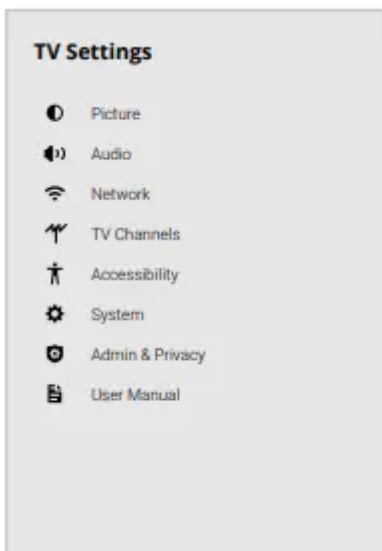 TV Settings
Picture
Audio
Network
TV Channels
Accessibility
System
Admin & Privacy
User Manual